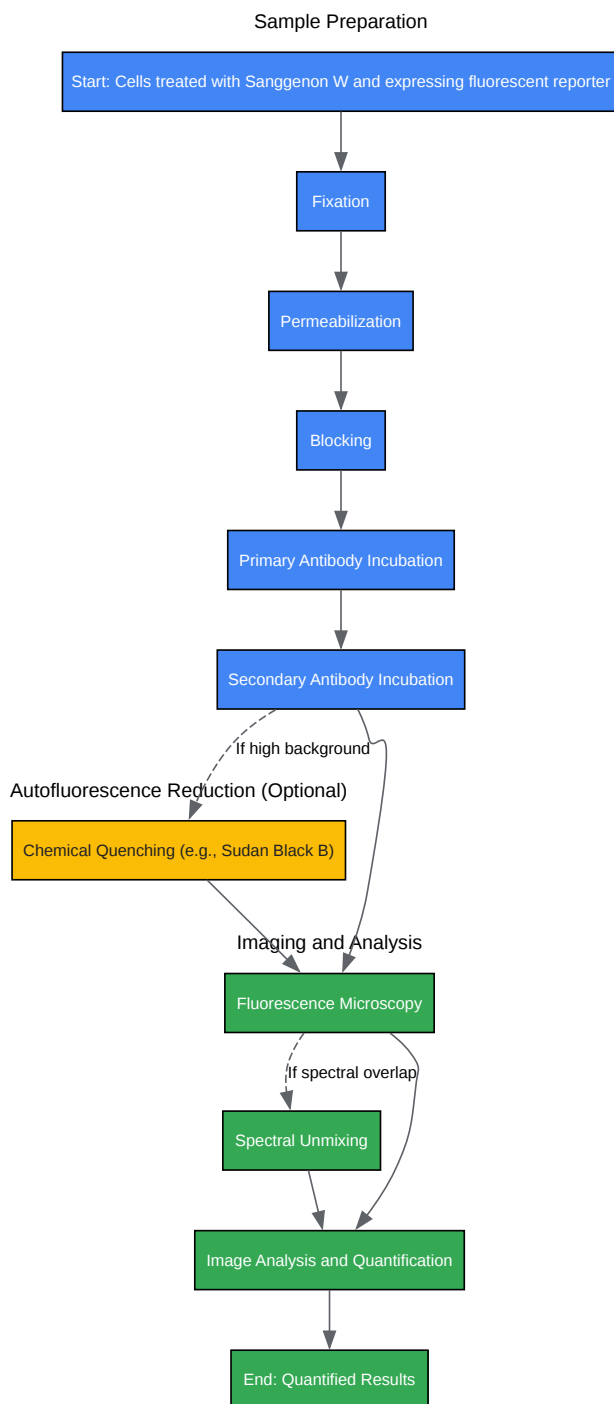 Sample Preparation
Start: Cells treated with Sanggenon W and expressing fluorescent reporter
Fixation
Permeabilization
Blocking
Primary Antibody Incubation
Secondary Antibody Incubation
If high background
Autofluorescence Reduction (Optional)
Chemical Quenching (e.g., Sudan Black B)
Imaging and Analysis
Fluorescence Microscopy
If spectral overlap
Spectral Unmixing
Image Analysis and Quantification
End: Quantified Results